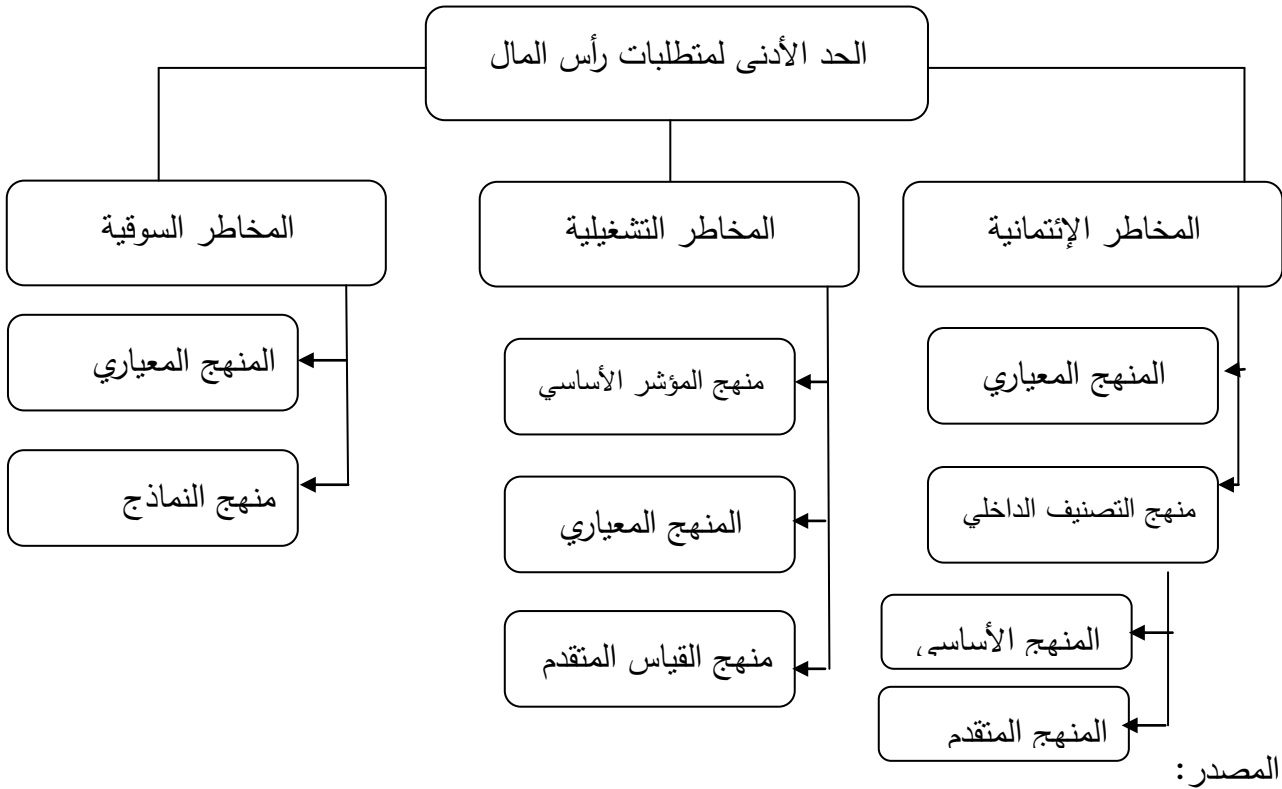 الحد الأدنى لمتطلبات رأس المال
المخاطر الإئتمانية
المخاطر التشغيلية
المخاطر السوقية
المنهج المعياري
منهج التصنيف الداخلي
المنهج الأساسي
المنهج المتقدم
منهج المؤشر الأساسي
المنهج المعياري
منهج القياس المتقدم
المنهج المعياري
منهج النماذج
المصدر: